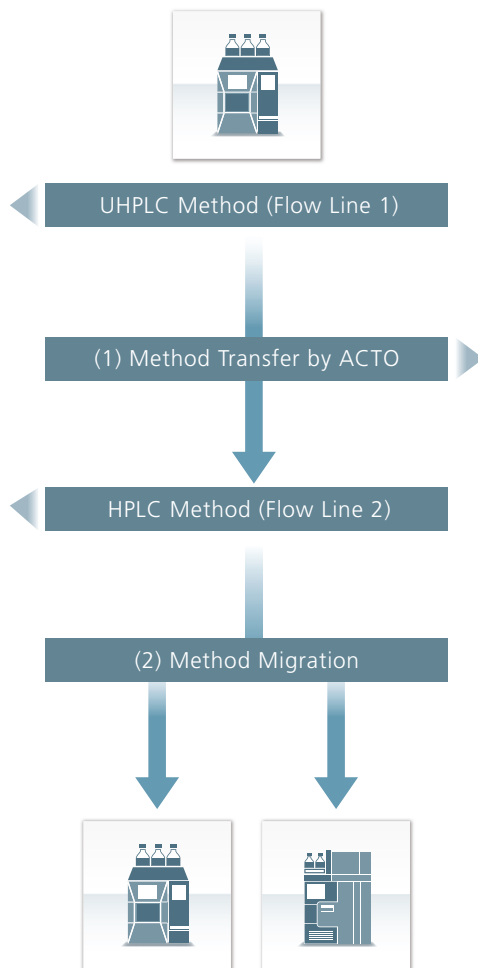 UHPLC Method (Flow Line 1)
(1) Method Transfer by ACTO
HPLC Method (Flow Line 2)
(2) Method Migration